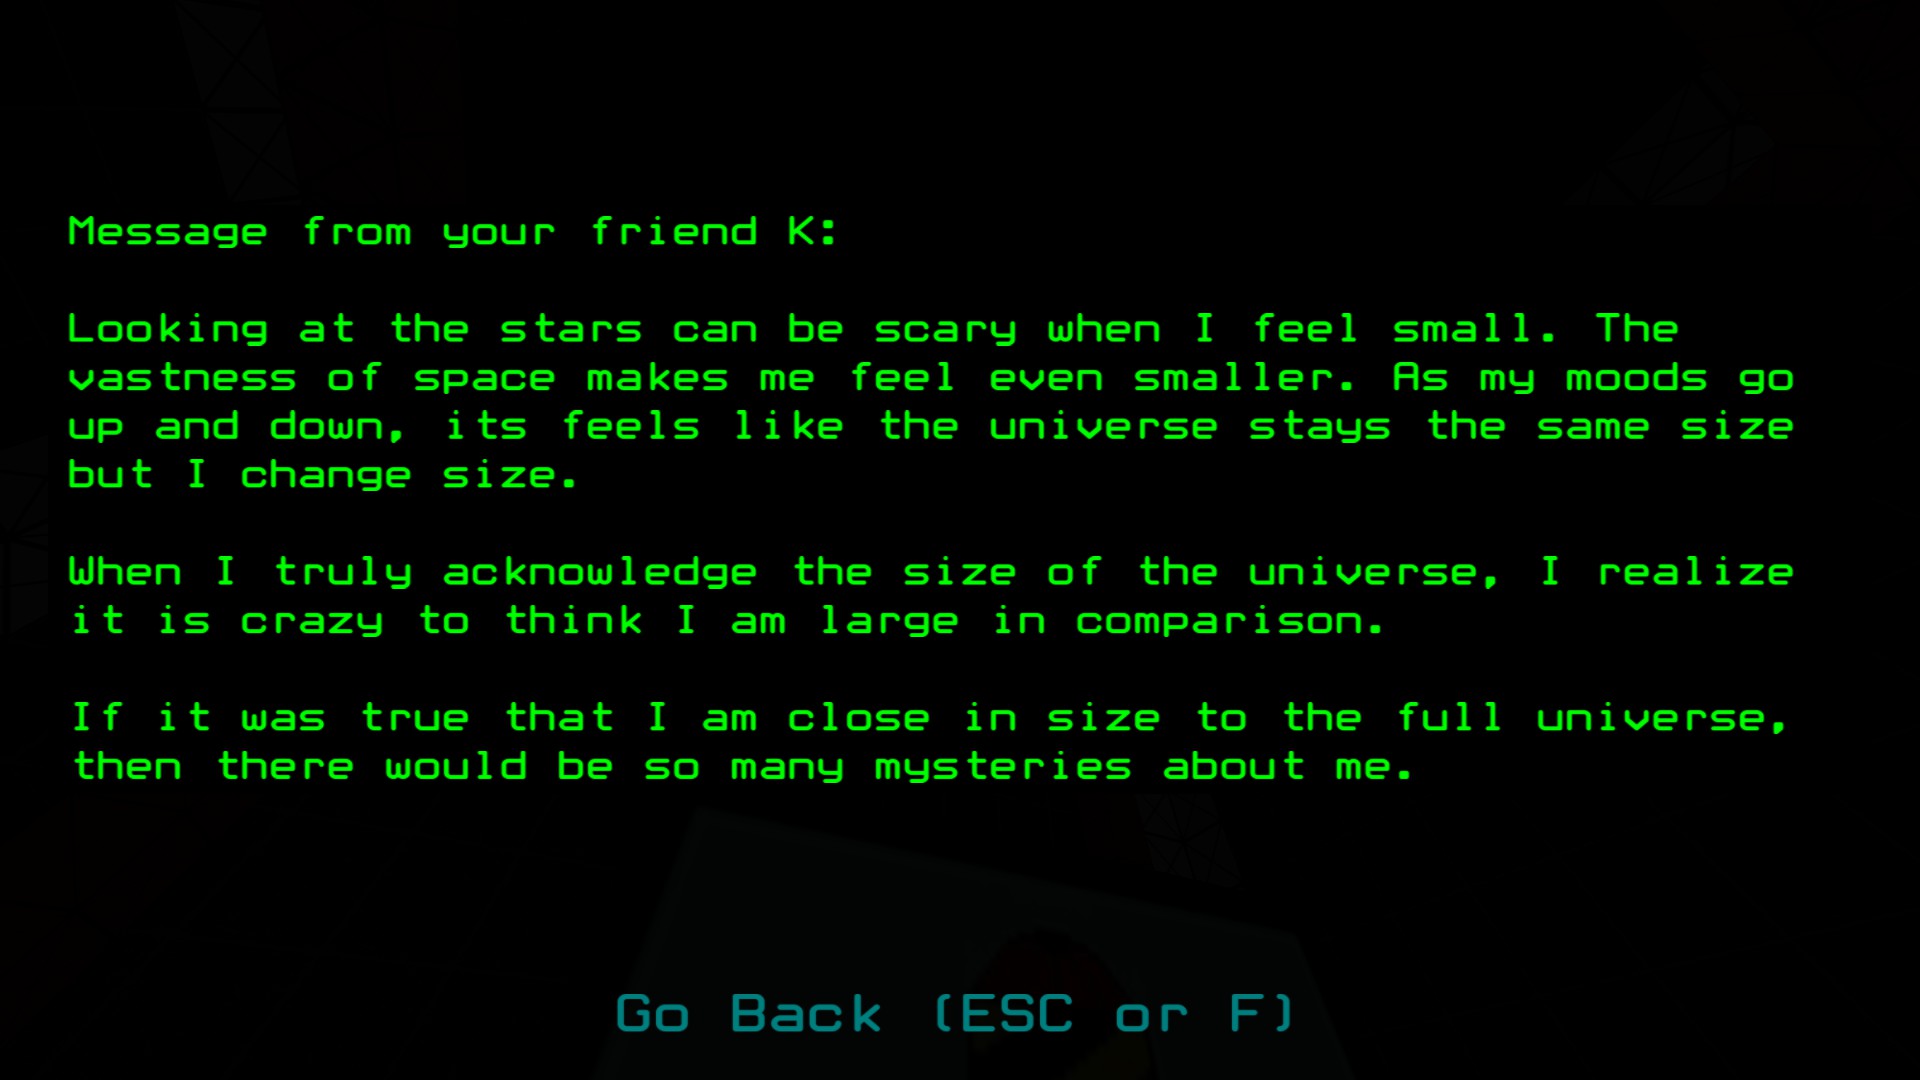 Message from your friend K:
Looking at the stars can be scary when I feel small. The
vastness of space makes me feel even smaller. As my moods go
up and down, its feels like the universe stays the same size
but I change size.
When I truly acknowledge the size of the universe, I realize
it is crazy to think I am large in comparison.
If it was true that I am close in size to the full universe,
then there would be so many mysteries about me.
Go Back (ESC or F)